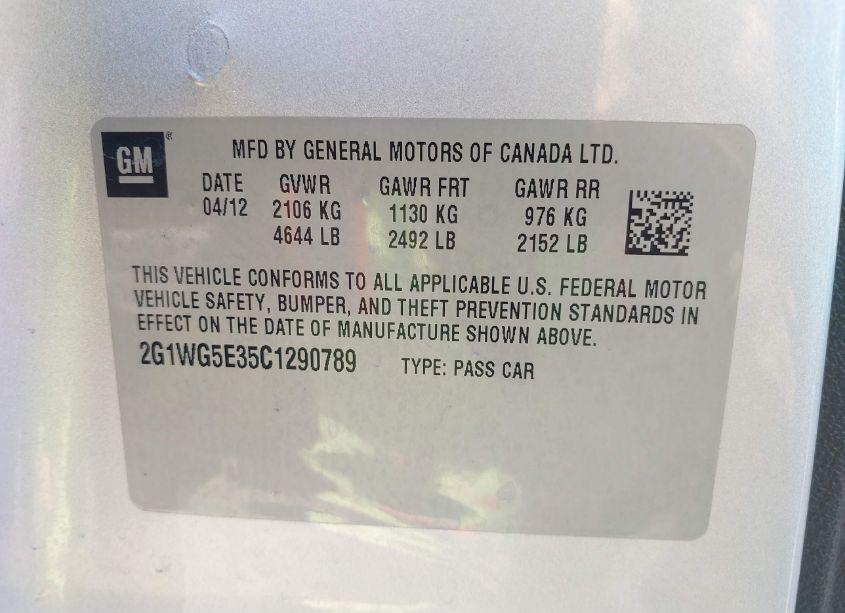 GM ®
MFD BY GENERAL MOTORS OF CANADA LTD.
DATE GVWR GAWR FRT GAWR RR
04/12 2106 KG 1130 KG 976 KG
4644 LB 2492 LB 2152 LB
THIS VEHICLE CONFORMS TO ALL APPLICABLE U.S. FEDERAL MOTOR
VEHICLE SAFETY, BUMPER, AND THEFT PREVENTION STANDARDS IN
EFFECT ON THE DATE OF MANUFACTURE SHOWN ABOVE.
2G1WG5E35C1290789 TYPE: PASS CAR